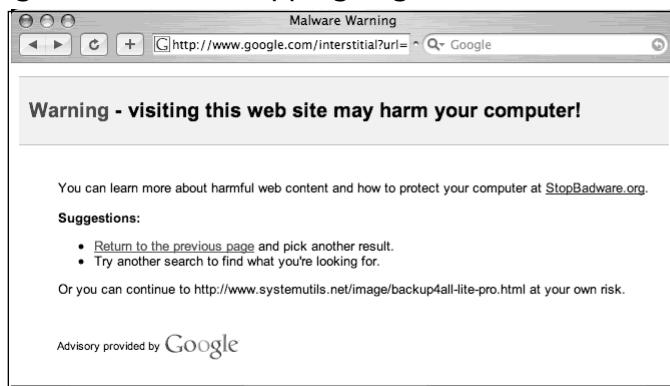 Malware Warning
http://www.google.com/interstitial?url= Google
Warning - visiting this web site may harm your computer!
You can learn more about harmful web content and how to protect your computer at StopBadware.org.
Suggestions:
• Return to the previous page and pick another result.
• Try another search to find what you're looking for.
Or you can continue to http://www.systemutils.net/image/backup4all-lite-pro.html at your own risk.
Advisory provided by Google